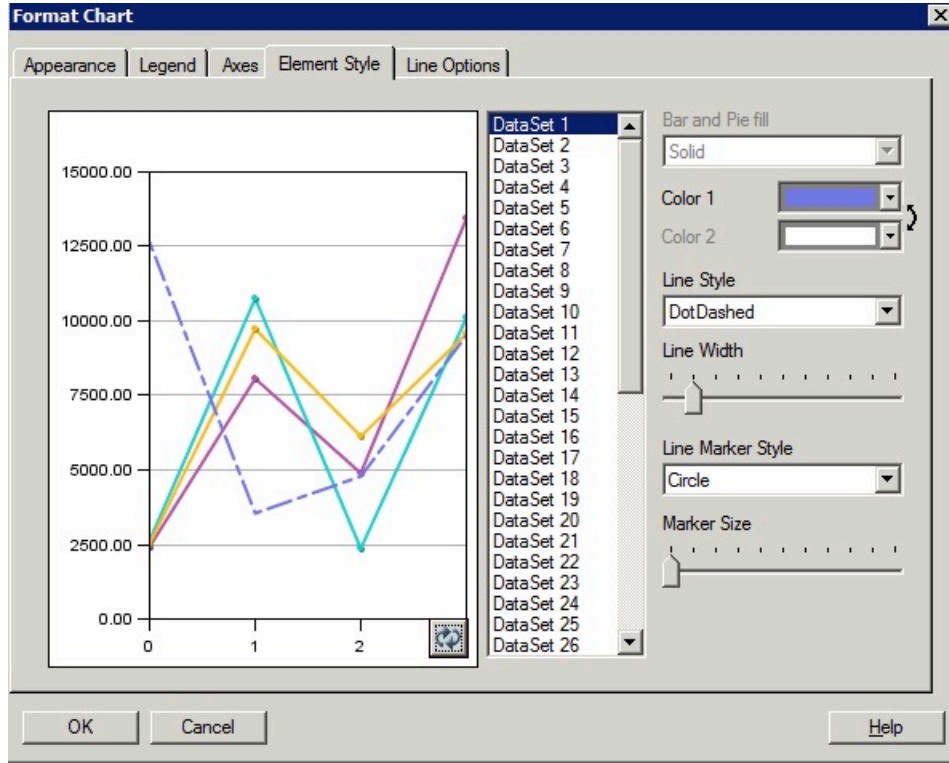 Format Chart
Appearance
Legend
Axes
Element Style
Line Options
15000.00
12500.00
10000.00
7500.00
5000.00
2500.00
0.00
0
1
2
DataSet 1
DataSet 2
DataSet 3
DataSet 4
DataSet 5
DataSet 6
DataSet 7
DataSet 8
DataSet 9
DataSet 10
DataSet 11
DataSet 12
DataSet 13
DataSet 14
DataSet 15
DataSet 16
DataSet 17
DataSet 18
DataSet 19
DataSet 20
DataSet 21
DataSet 22
DataSet 23
DataSet 24
DataSet 25
DataSet 26
Bar and Pie fill
Solid
Color 1
Color 2
Line Style
DotDashed
Line Width
Line Marker Style
Circle
Marker Size
OK
Cancel
Help